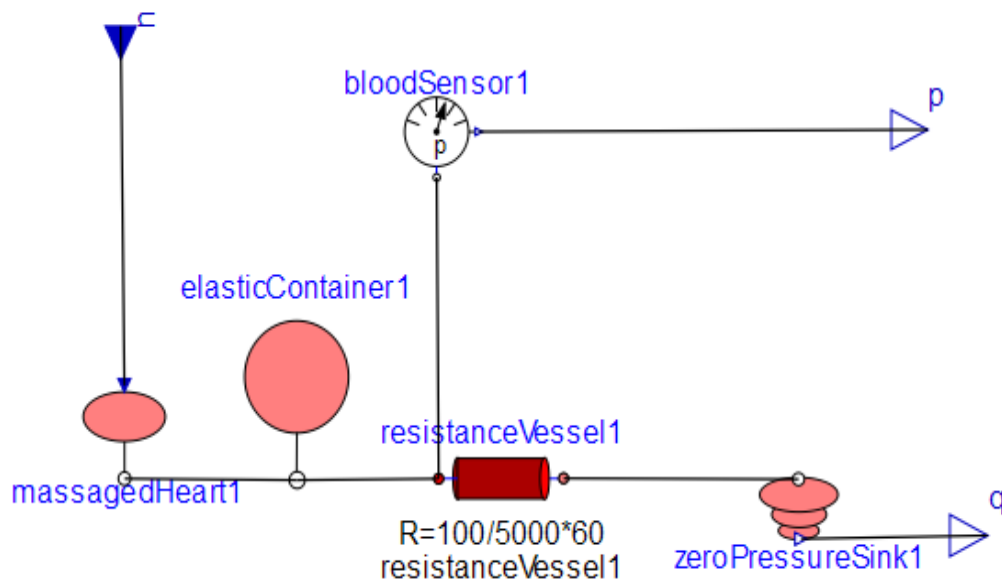 u
bloodSensor1
p
p
elasticContainer1
resistanceVessel1
massagedHeart1
q
R=100/5000*60
zeroPressureSink1
resistanceVessel1